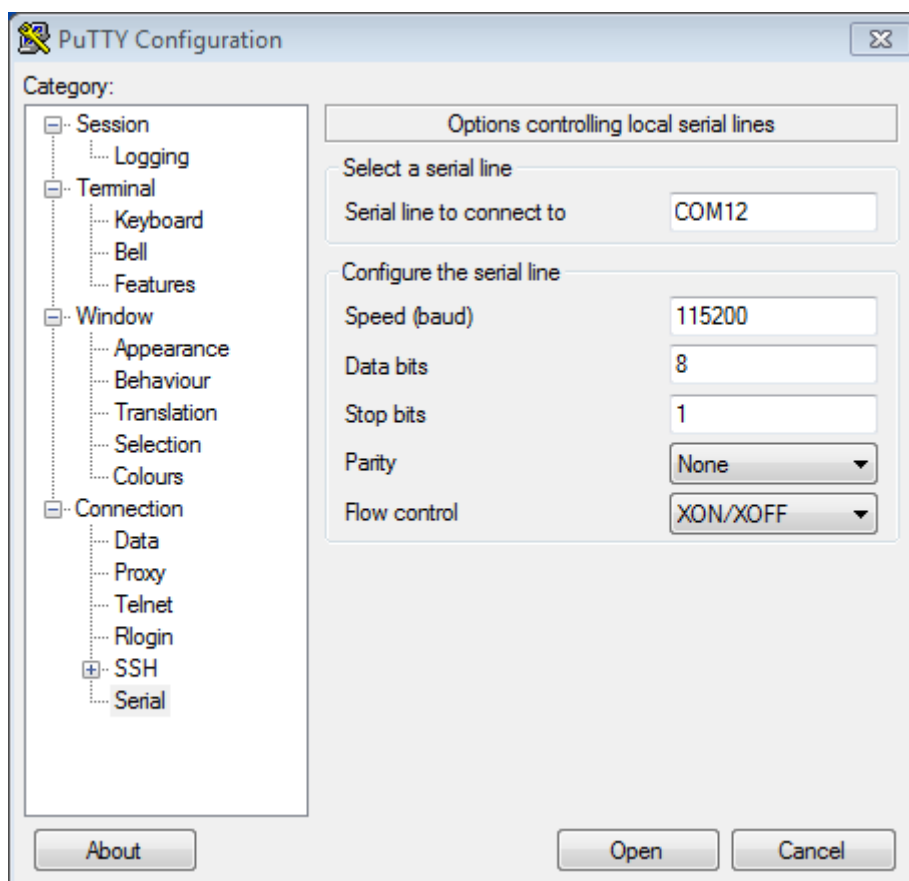 PuTTY Configuration
Category:
Session
Logging
Terminal
Keyboard
Bell
Features
Window
Appearance
Behaviour
Translation
Selection
Colours
Connection
Data
Proxy
Telnet
Rlogin
SSH
Serial
Options controlling local serial lines
Select a serial line
Serial line to connect to COM12
Configure the serial line
Speed (baud) 115200
Data bits 8
Stop bits 1
Parity None
Flow control XON/XOFF
About Open Cancel